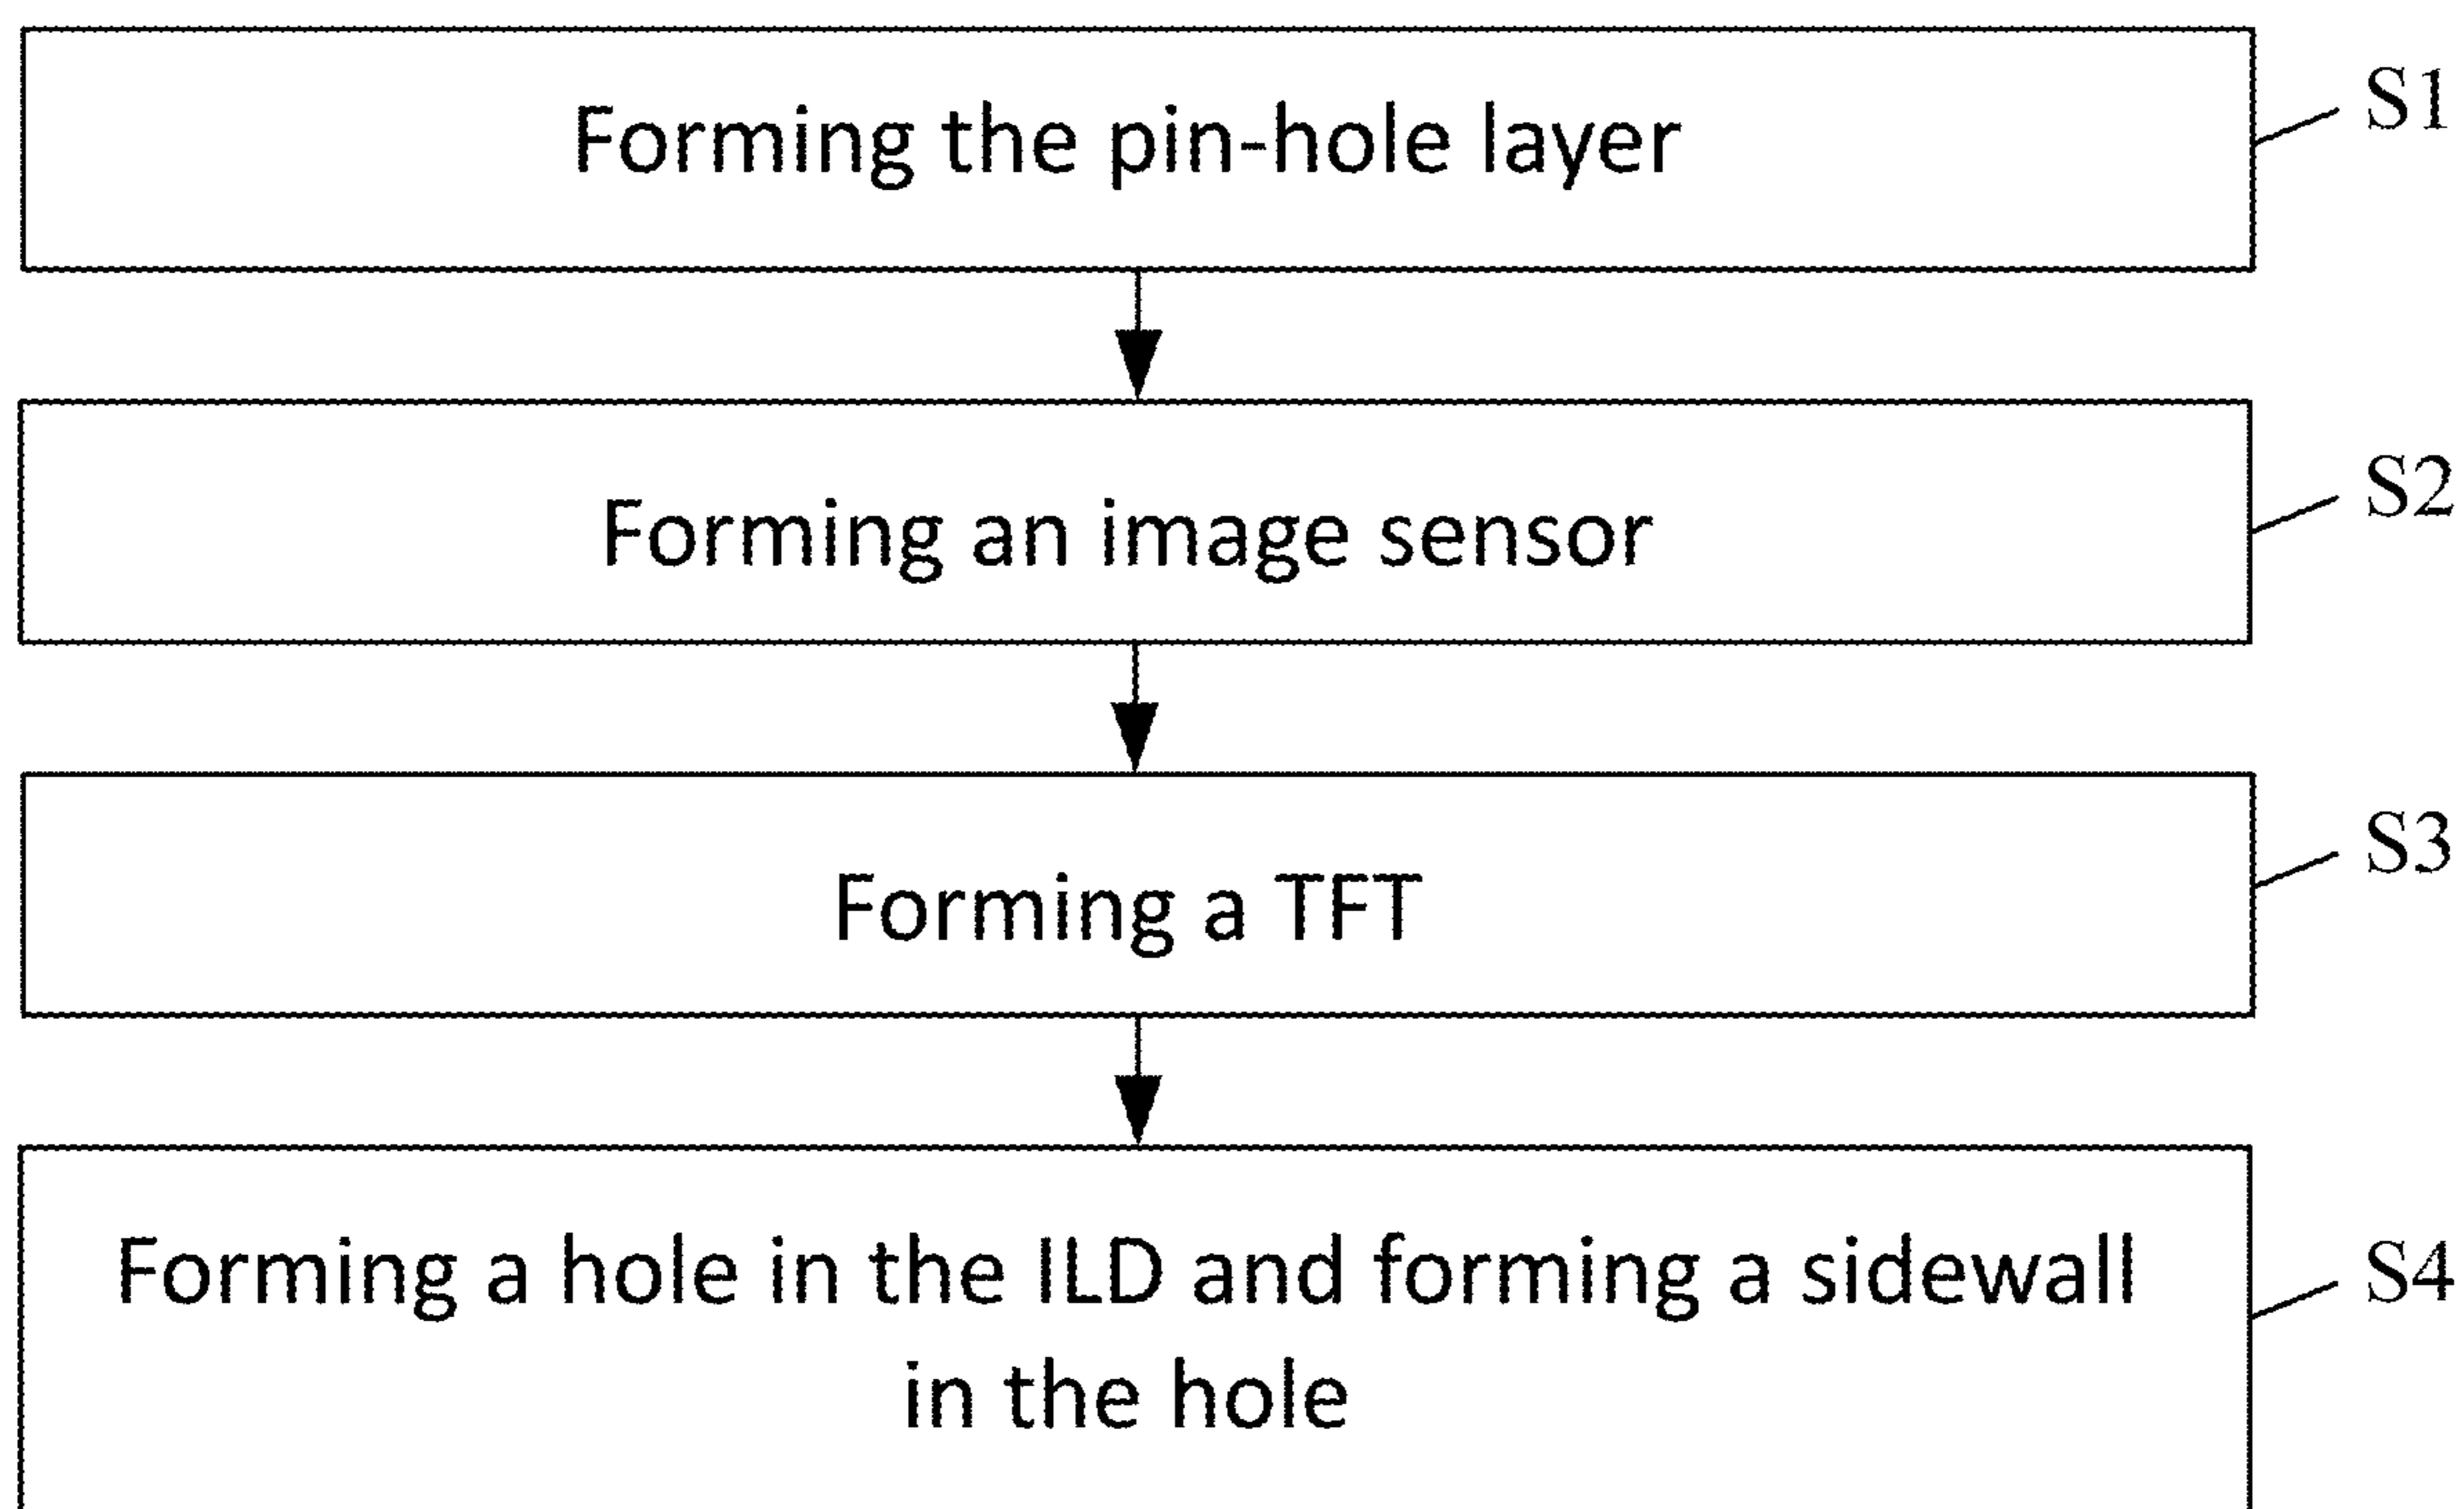 Forming the pin-hole layer
S1
Forming an image sensor
S2
Forming a TFT
S3
Forming a hole in the ILD and forming a sidewall
in the hole
S4